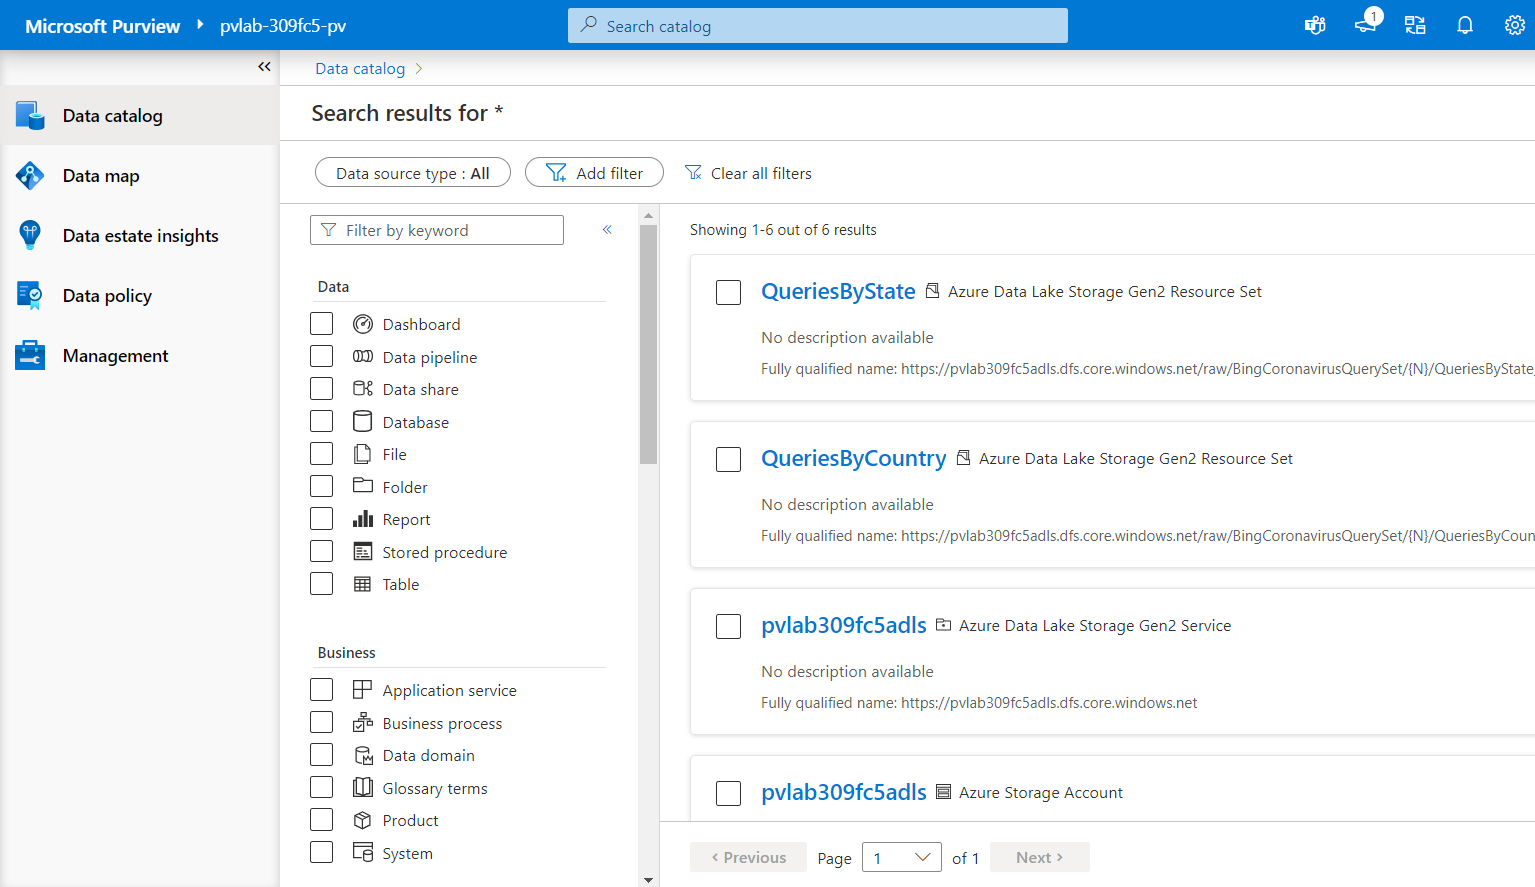 Microsoft Purview pvlab-309fc5-pv
Search catalog
1
Data catalog
Data map
Data estate insights
Data policy
Management
Data catalog
Search results for *
Data source type : All
Add filter
Clear all filters
Filter by keyword
Data
Dashboard
Data pipeline
Data share
Database
File
Folder
Report
Stored procedure
Table
Business
Application service
Business process
Data domain
Glossary terms
Product
System
Showing 1-6 out of 6 results
QueriesByState Azure Data Lake Storage Gen2 Resource Set
No description available
Fully qualified name: https://pvlab309fc5adls.dfs.core.windows.net/raw/BingCoronavirusQuerySet/{N}/QueriesByState_
QueriesByCountry Azure Data Lake Storage Gen2 Resource Set
No description available
Fully qualified name: https://pvlab309fc5adls.dfs.core.windows.net/raw/BingCoronavirusQuerySet/{N}/QueriesByCoun
pvlab309fc5adls Azure Data Lake Storage Gen2 Service
No description available
Fully qualified name: https://pvlab309fc5adls.dfs.core.windows.net
pvlab309fc5adls Azure Storage Account
< Previous Page 1 of 1 Next >